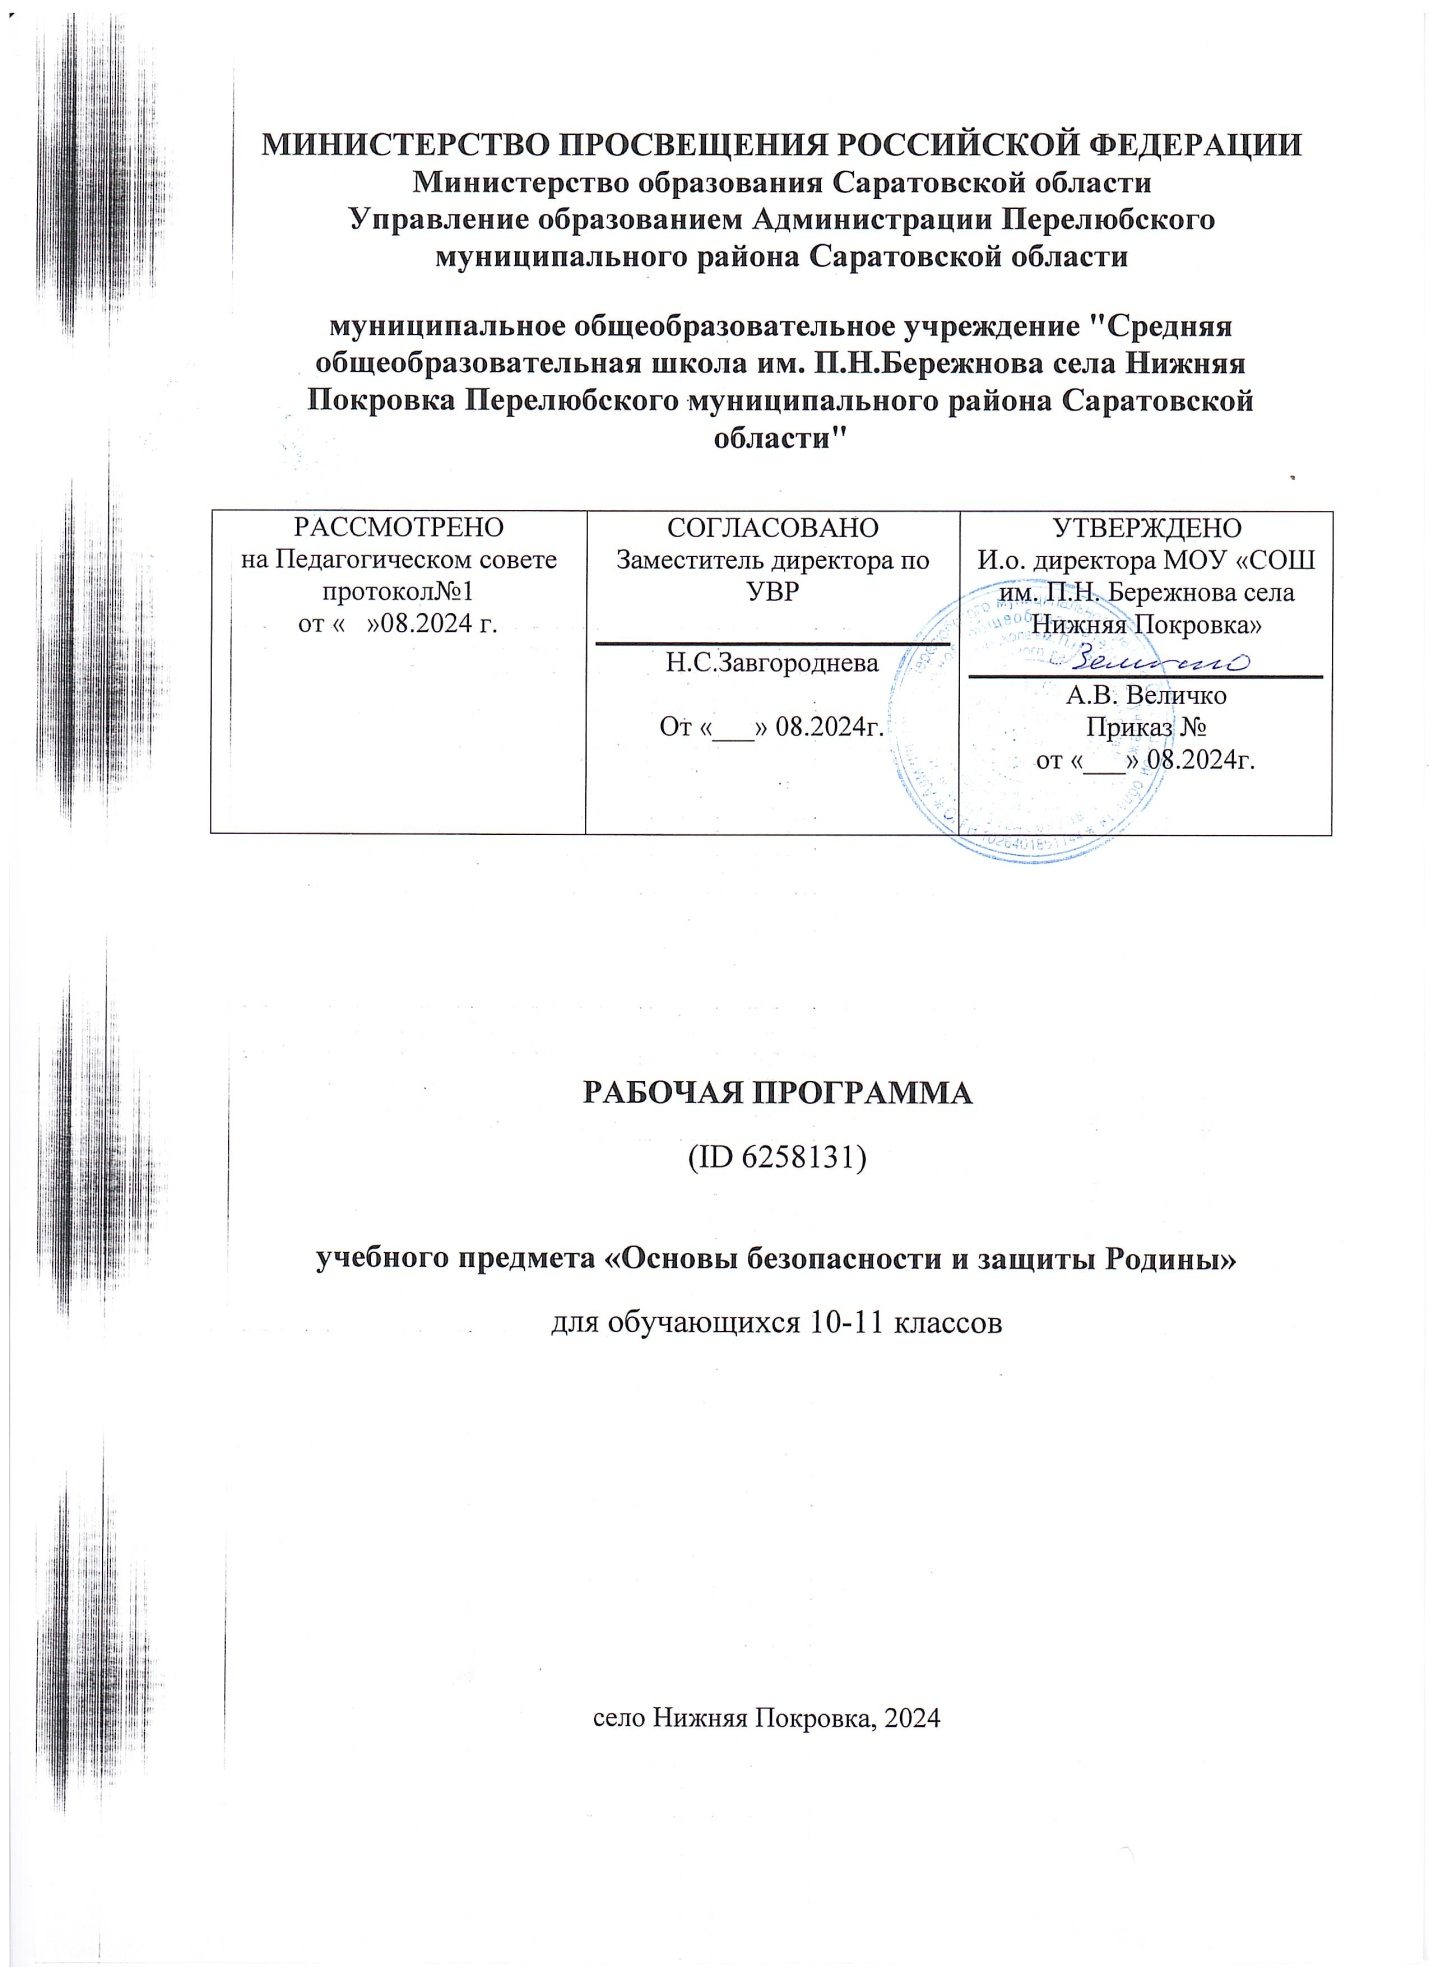 МИНИСТЕРСТВО ПРОСВЕЩЕНИЯ РОССИЙСКОЙ ФЕДЕРАЦИИ
Министерство образования Саратовской области
Управление образованием Администрации Перелюбского
муниципального района Саратовской области
муниципальное общеобразовательное учреждение "Средняя
общеобразовательная школа им. П.Н.Бережнова села Нижняя
Покровка Перелюбского муниципального района Саратовской
области"
РАССМОТРЕНО
на Педагогическом совете
протокол№1
от « »08.2024 г.
СОГЛАСОВАНО
Заместитель директора по
УВР
Н.С.Завгороднева
От «___» 08.2024г.
УТВЕРЖДЕНО
И.о. директора МОУ «СОШ
им. П.Н. Бережнова села
Нижняя Покровка»
А.В. Величко
Приказ №
от «___» 08.2024г.
РАБОЧАЯ ПРОГРАММА
(ID 6258131)
учебного предмета «Основы безопасности и защиты Родины»
для обучающихся 10-11 классов
село Нижняя Покровка, 2024